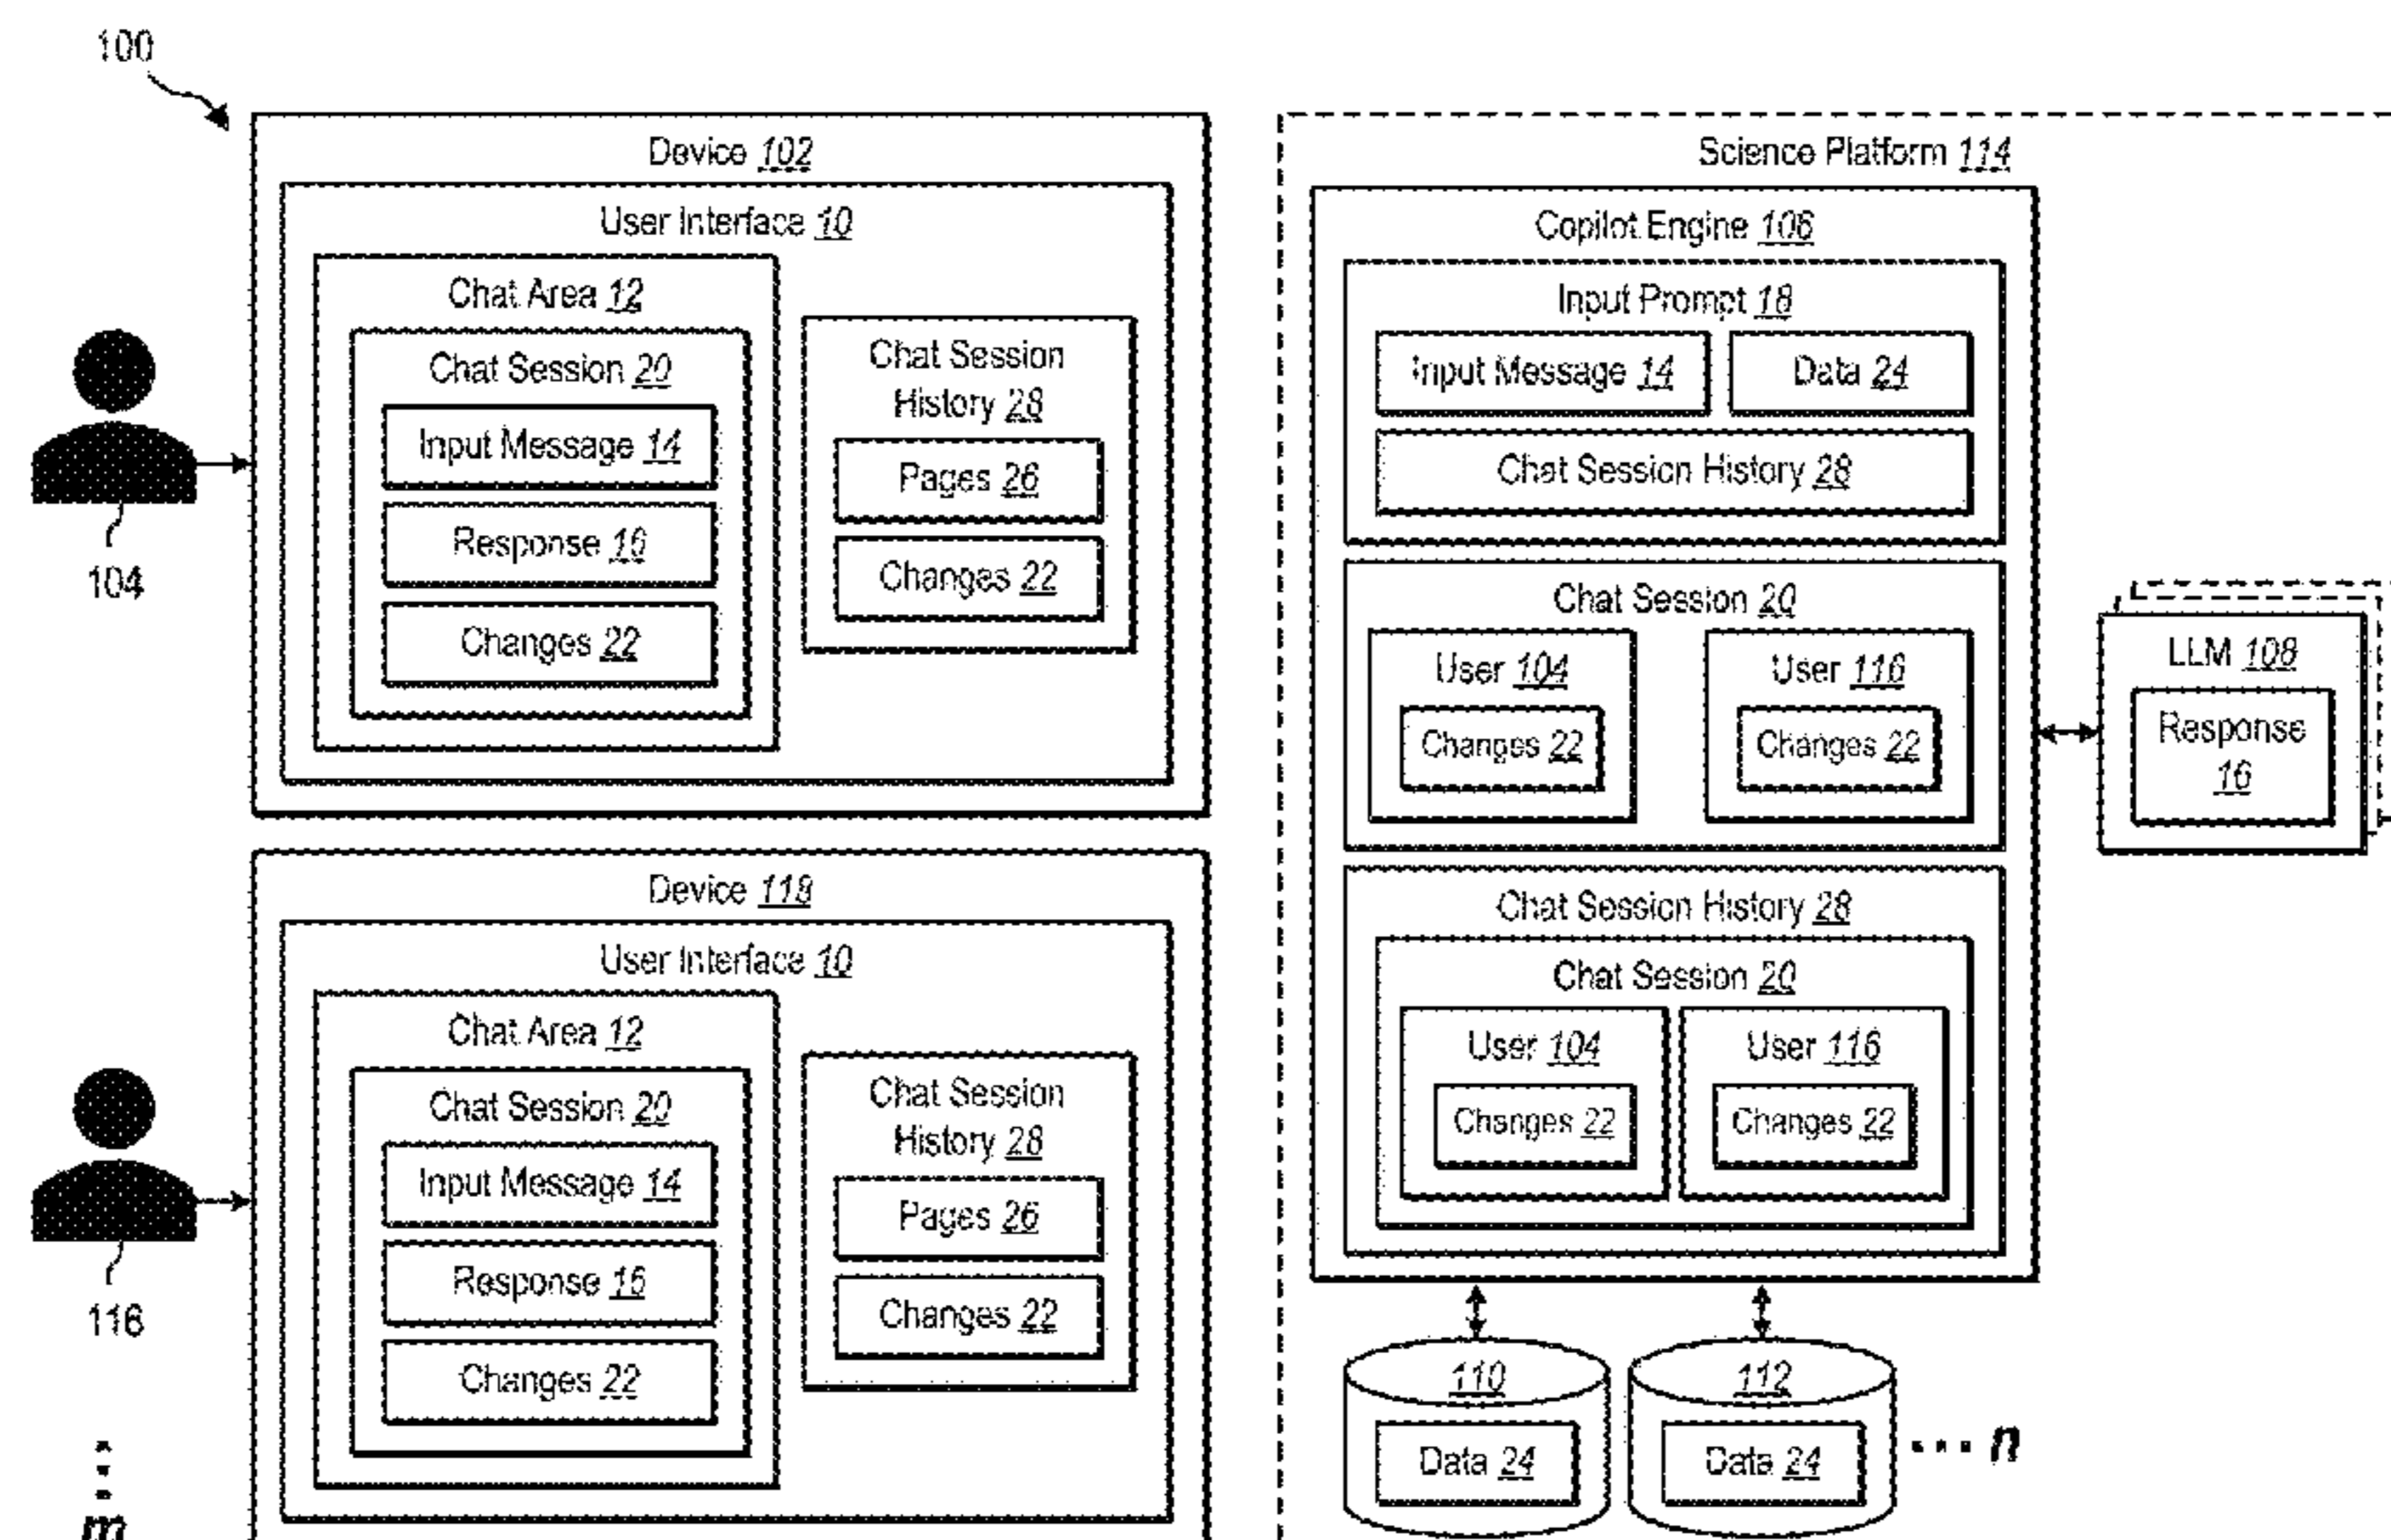 100
Device 102
User Interface 10
Chat Area 12
Chat Session 20
Input Message 14
Response 16
Changes 22
Chat Session
History 28
Pages 26
Changes 22
104
Device 118
User Interface 10
Chat Area 12
Chat Session 20
Input Message 14
Response 16
Changes 22
Chat Session
History 28
Pages 26
Changes 22
116
m
Science Platform 114
Copilot Engine 106
Input Prompt 18
Input Message 14
Data 24
Chat Session History 28
Chat Session 20
User 104
Changes 22
User 116
Changes 22
Chat Session History 28
Chat Session 20
User 104
Changes 22
User 116
Changes 22
LLM 108
Response
16
110
Data 24
112
Data 24
... n